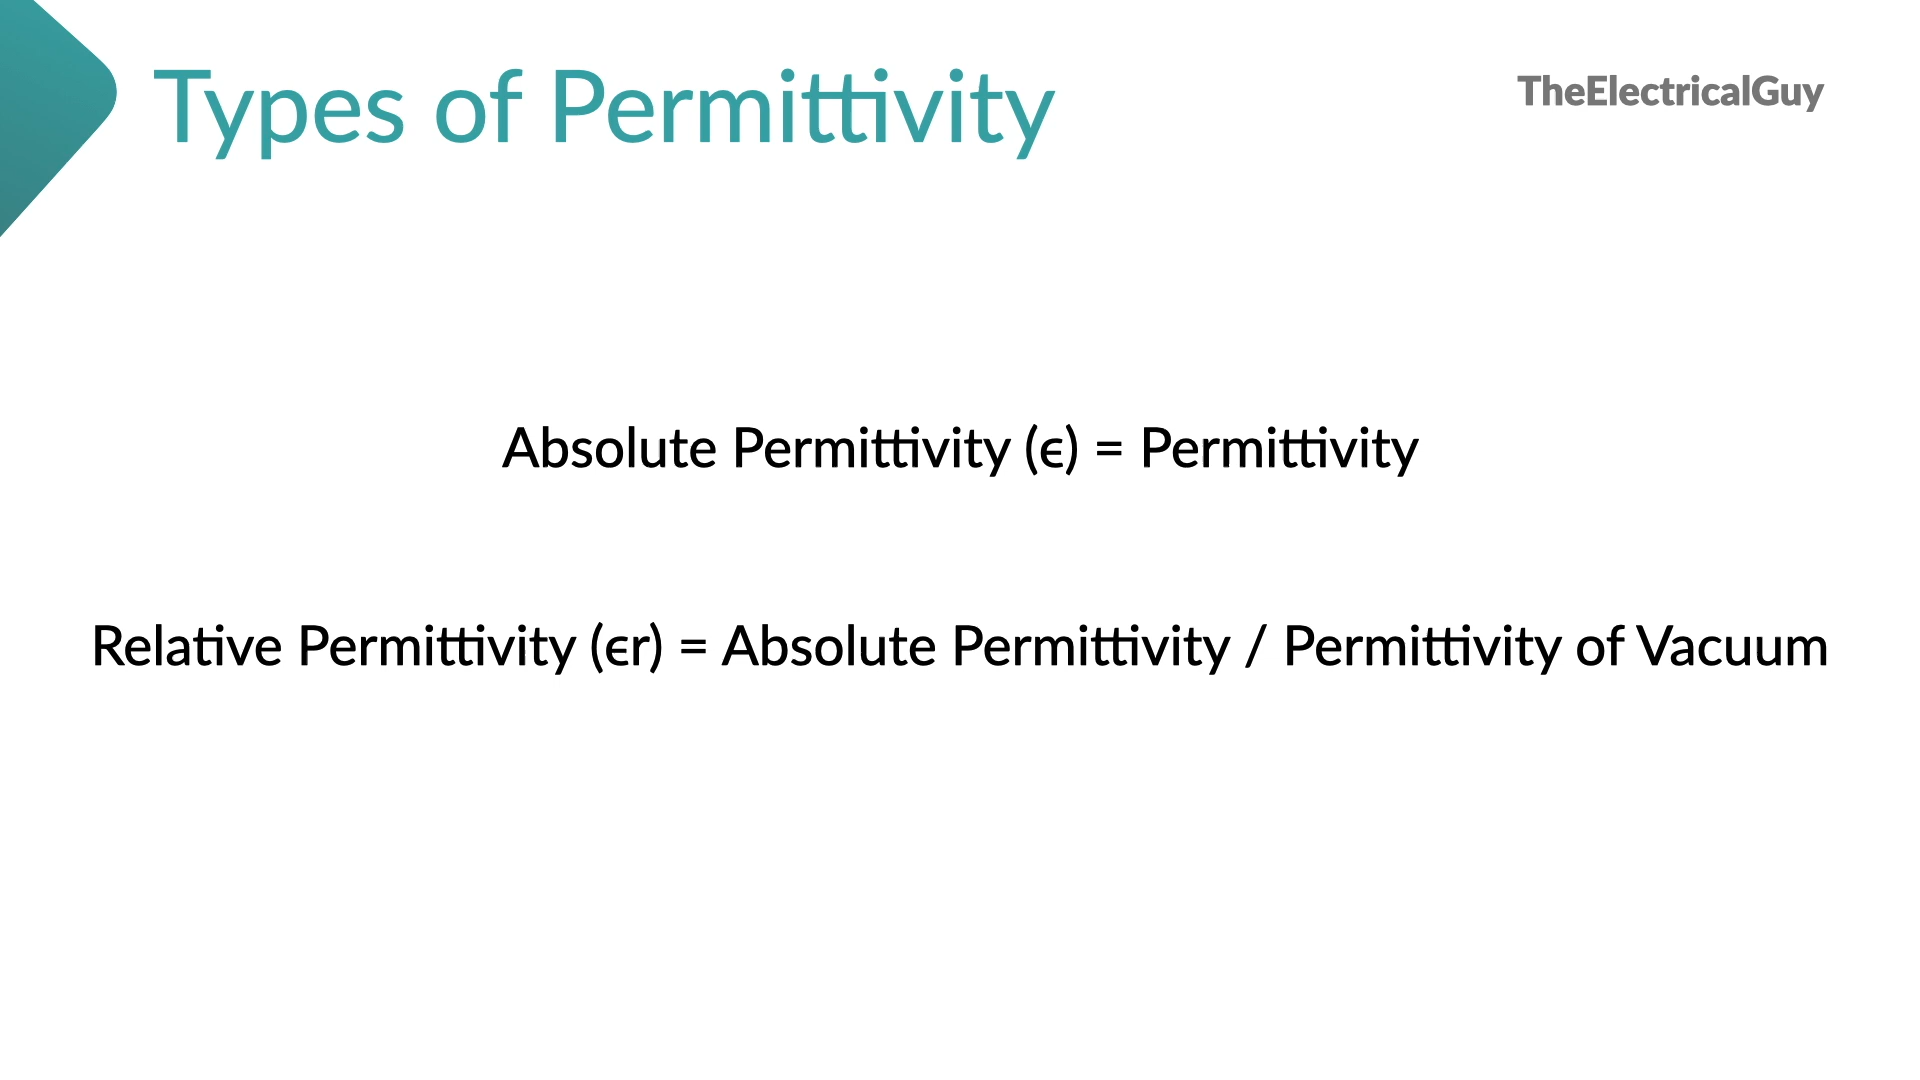 Types of Permittivity
TheElectricalGuy
Absolute Permittivity (ϵ) = Permittivity
Relative Permittivity (ϵr) = Absolute Permittivity / Permittivity of Vacuum